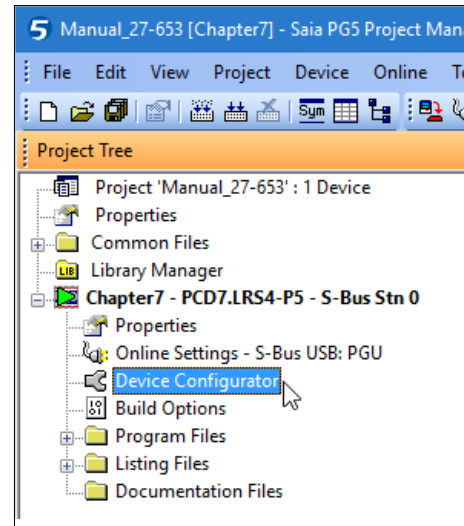 5 Manual_27-653 [Chapter7] - Saia PG5 Project Man
File Edit View Project Device Online
Sym
Project Tree
Project 'Manual_27-653' : 1 Device
Properties
Common Files
LIB Library Manager
Chapter7 - PCD7.LRS4-P5 - S-Bus Stn 0
Properties
Online Settings - S-Bus USB: PGU
Device Configurator
Build Options
Program Files
Listing Files
Documentation Files